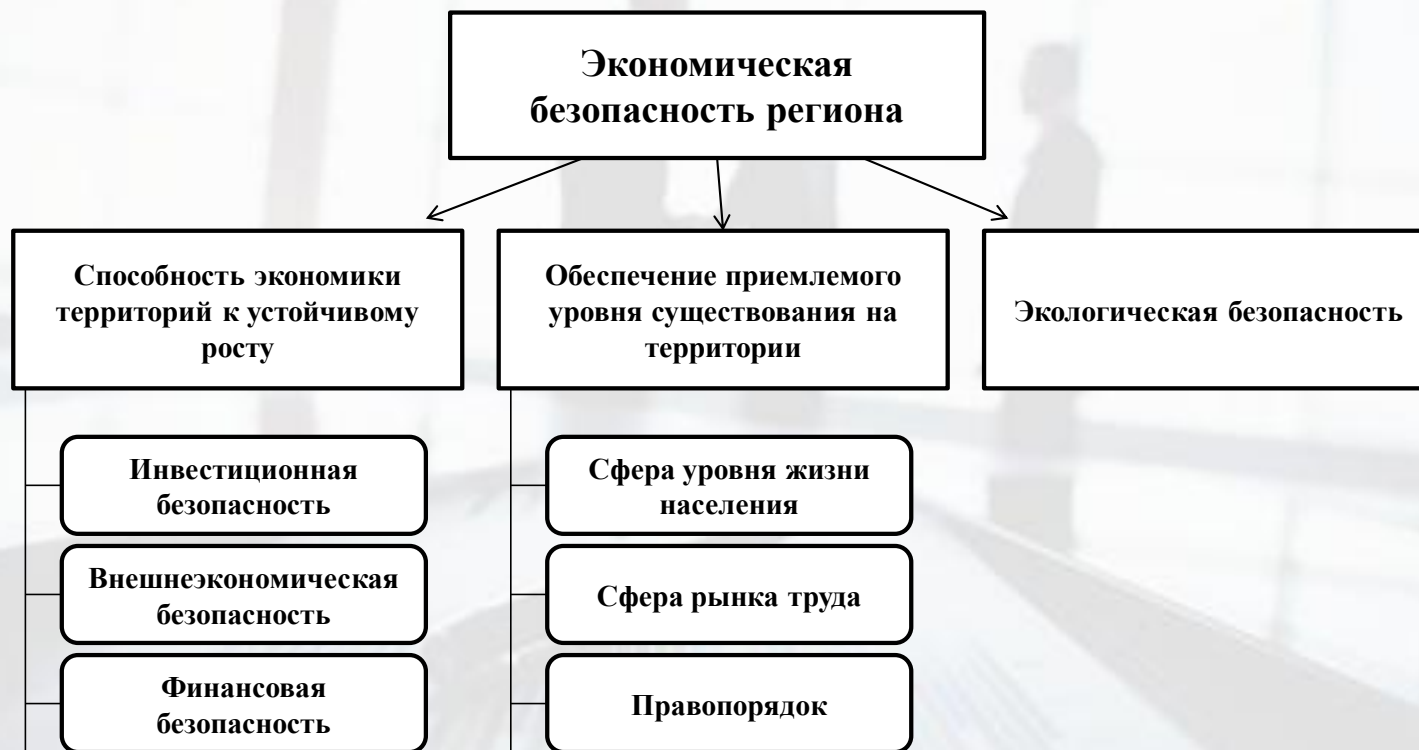 Экономическая
безопасность региона
Способность экономики
территорий к устойчивому
росту
Обеспечение приемлемого
уровня существования на
территории
Экологическая безопасность
Инвестиционная
безопасность
Внешнеэкономическая
безопасность
Финансовая
безопасность
Сфера уровня жизни
населения
Сфера рынка труда
Правопорядок